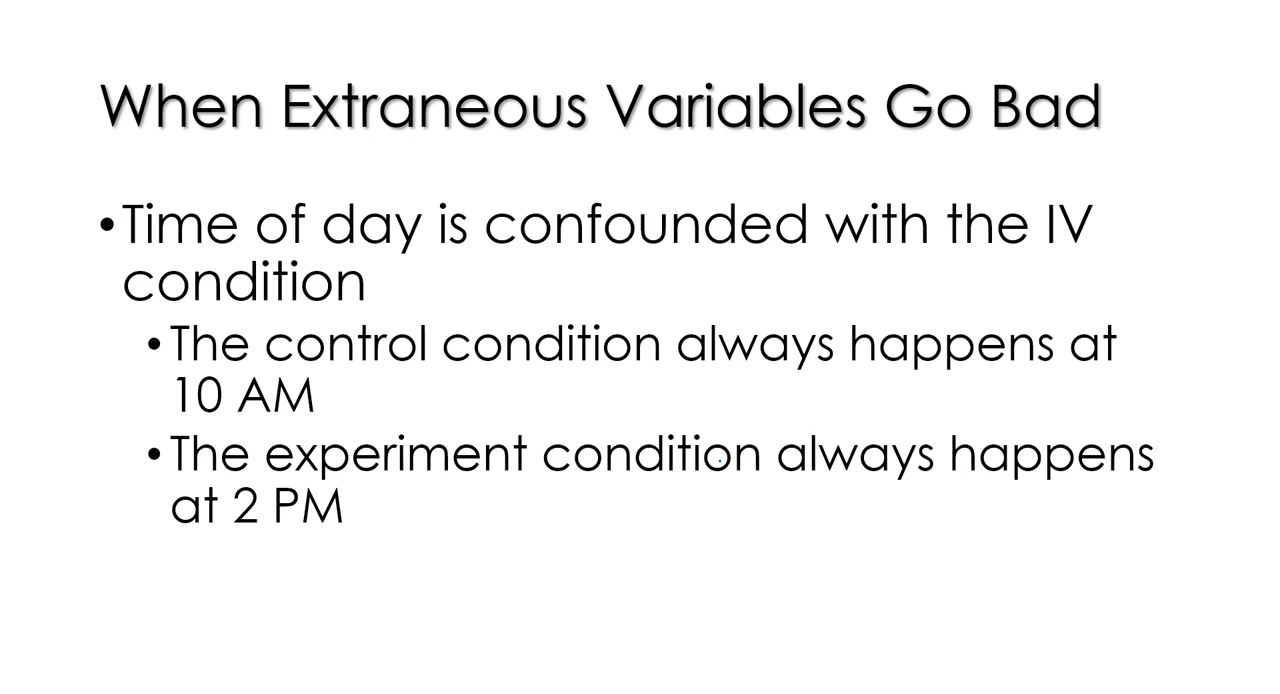 When Extraneous Variables Go Bad
•Time of day is confounded with the IV
condition
•The control condition always happens at
10 AM
•The experiment condition always happens
at 2 PM